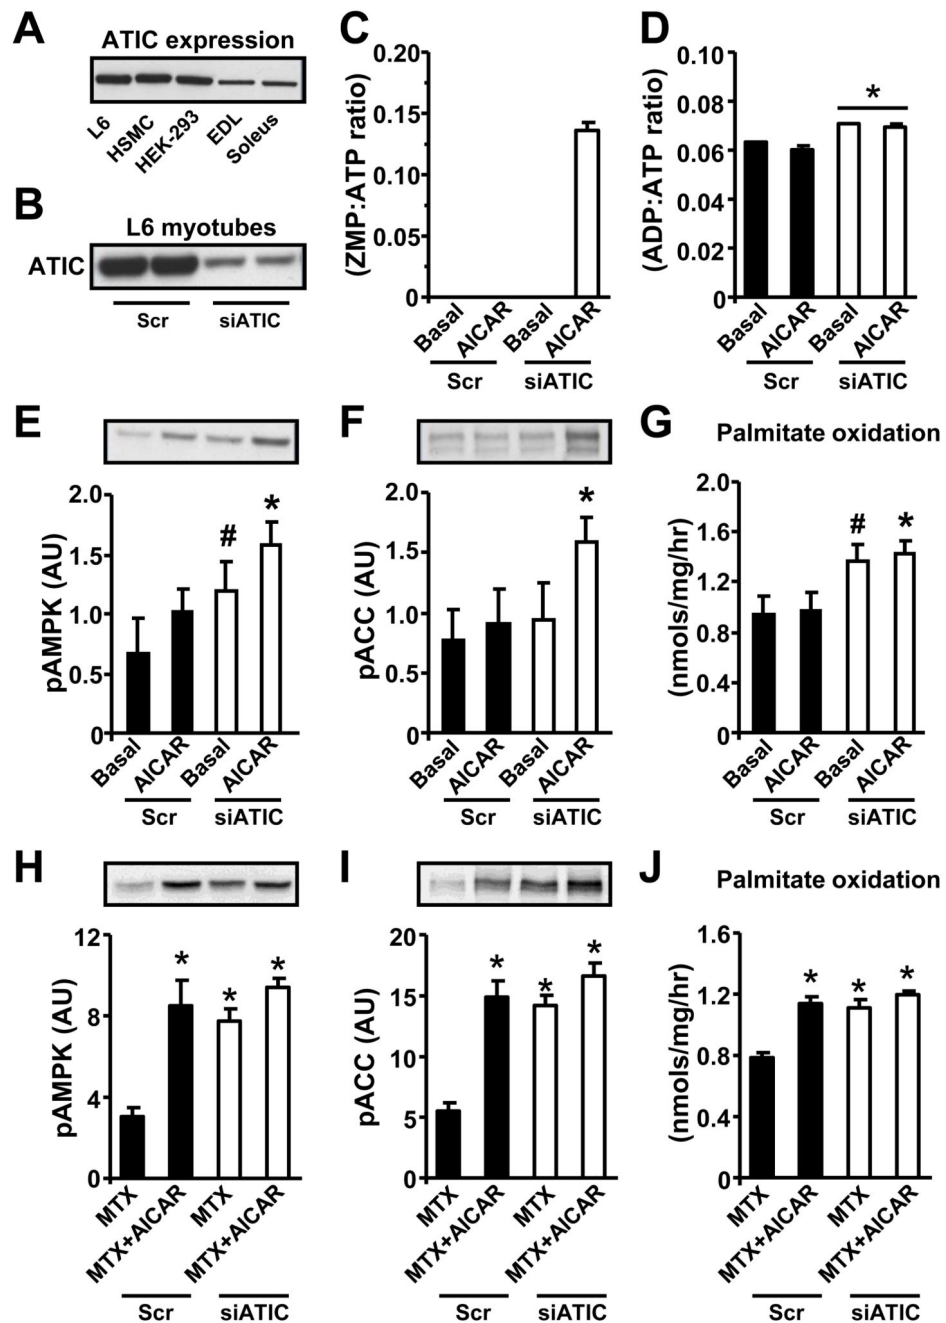 A
ATIC expression
L6
HSMC
HEK-293
EDL
Soleus
B
L6 myotubes
ATIC
Scr
siATIC
C
(ZMP:ATP ratio)
0.20
0.15
0.10
0.05
0
Basal
AICAR
Basal
AICAR
Scr
siATIC
D
(ADP:ATP ratio)
0.10
0.08
0.06
0.04
0.02
0
*
Basal
AICAR
Basal
AICAR
Scr
siATIC
E
pAMPK (AU)
2.0
1.5
1.0
0.5
0
#
*
Basal
AICAR
Basal
AICAR
Scr
siATIC
F
pACC (AU)
2.0
1.5
1.0
0.5
0
*
Basal
AICAR
Basal
AICAR
Scr
siATIC
G
Palmitate oxidation
(nmols/mg/hr)
2.0
1.6
1.2
0.8
0.4
0
#
*
Basal
AICAR
Basal
AICAR
Scr
siATIC
H
pAMPK (AU)
12
8
4
0
*
*
*
MTX
MTX+AICAR
MTX
MTX+AICAR
Scr
siATIC
I
pACC (AU)
20
15
10
5
0
*
*
*
MTX
MTX+AICAR
MTX
MTX+AICAR
Scr
siATIC
J
Palmitate oxidation
(nmols/mg/hr)
1.6
1.2
0.8
0.4
0
*
*
*
MTX
MTX+AICAR
MTX
MTX+AICAR
Scr
siATIC